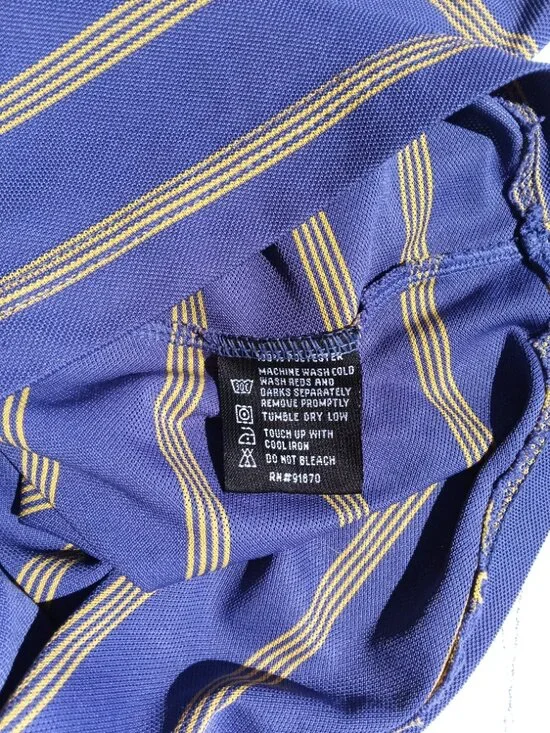 100% POLYESTER
MACHINE WASH COLD
WASH REDS AND
DARKS SEPARATELY
REMOVE PROMPTLY
TUMBLE DRY LOW
TOUCH UP WITH
COOL IRON
DO NOT BLEACH
RN#91670